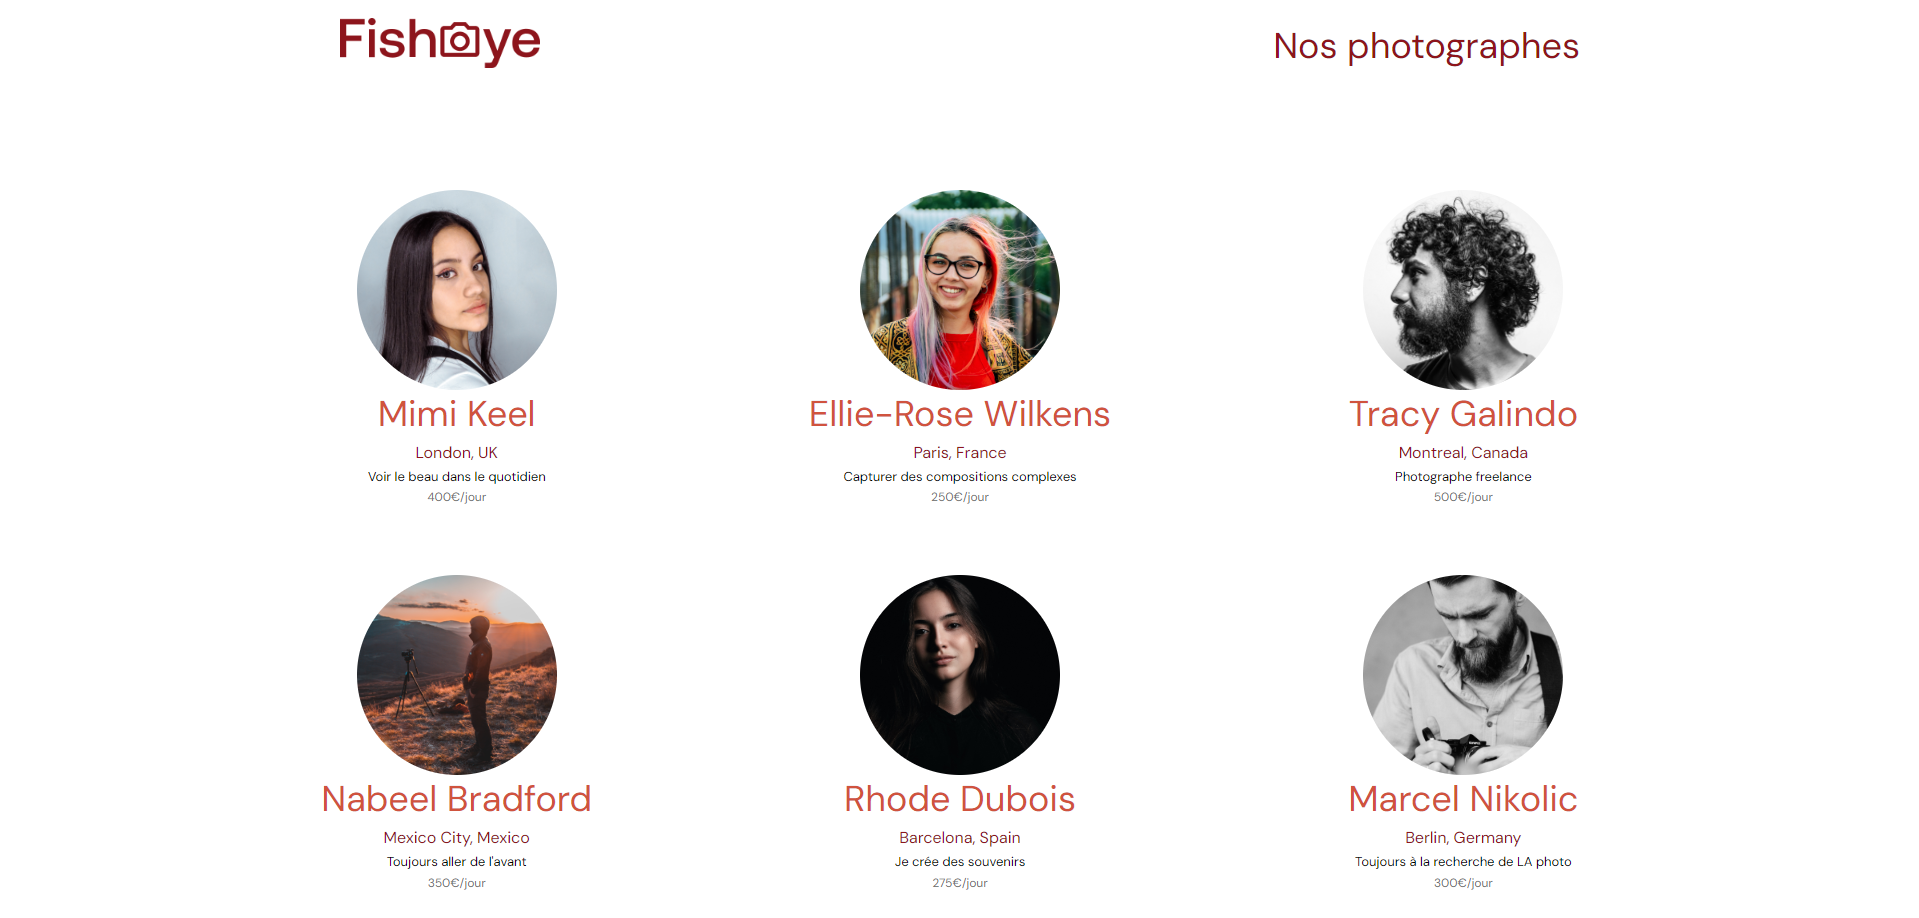 Fisheye
Nos photographes
Mimi Keel
London, UK
Voir le beau dans le quotidien
400€/jour
Ellie-Rose Wilkens
Paris, France
Capturer des compositions complexes
250€/jour
Tracy Galindo
Montreal, Canada
Photographe freelance
500€/jour
Nabeel Bradford
Mexico City, Mexico
Toujours aller de l'avant
350€/jour
Rhode Dubois
Barcelona, Spain
Je crée des souvenirs
275€/jour
Marcel Nikolic
Berlin, Germany
Toujours à la recherche de LA photo
300€/jour